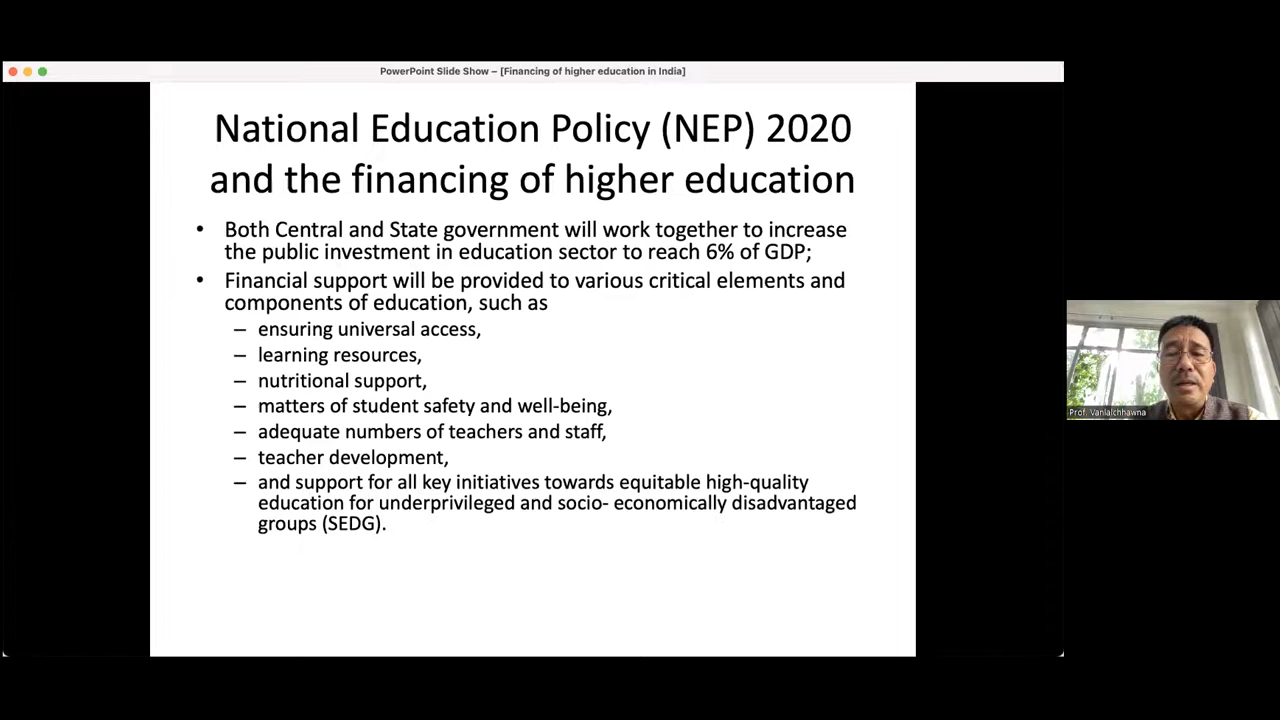 PowerPoint Slide Show – [Financing of higher education in India]
National Education Policy (NEP) 2020
and the financing of higher education
• Both Central and State government will work together to increase
the public investment in education sector to reach 6% of GDP;
• Financial support will be provided to various critical elements and
components of education, such as
– ensuring universal access,
– learning resources,
– nutritional support,
– matters of student safety and well-being,
– adequate numbers of teachers and staff,
– teacher development,
– and support for all key initiatives towards equitable high-quality
education for underprivileged and socio- economically disadvantaged
groups (SEDG).
Prof. Vanlalchhawna